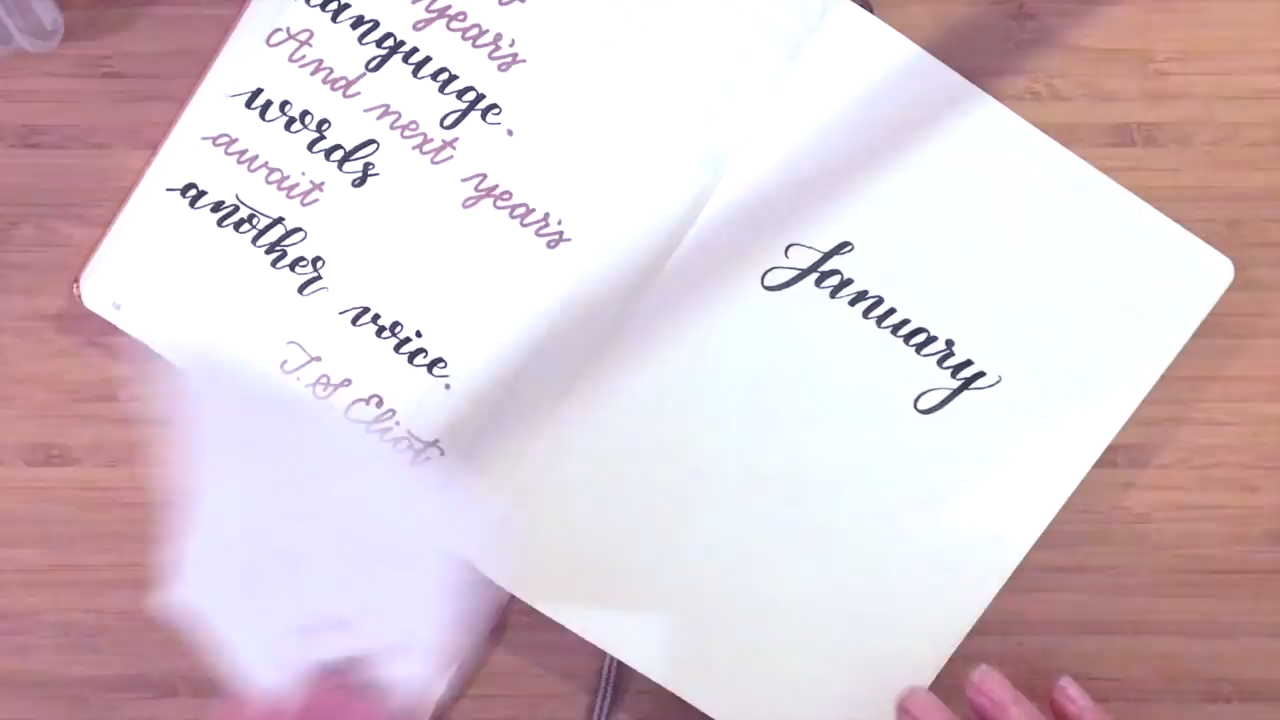 year's
language.
And next year's
words
await
another voice.
T.S Eliot
January